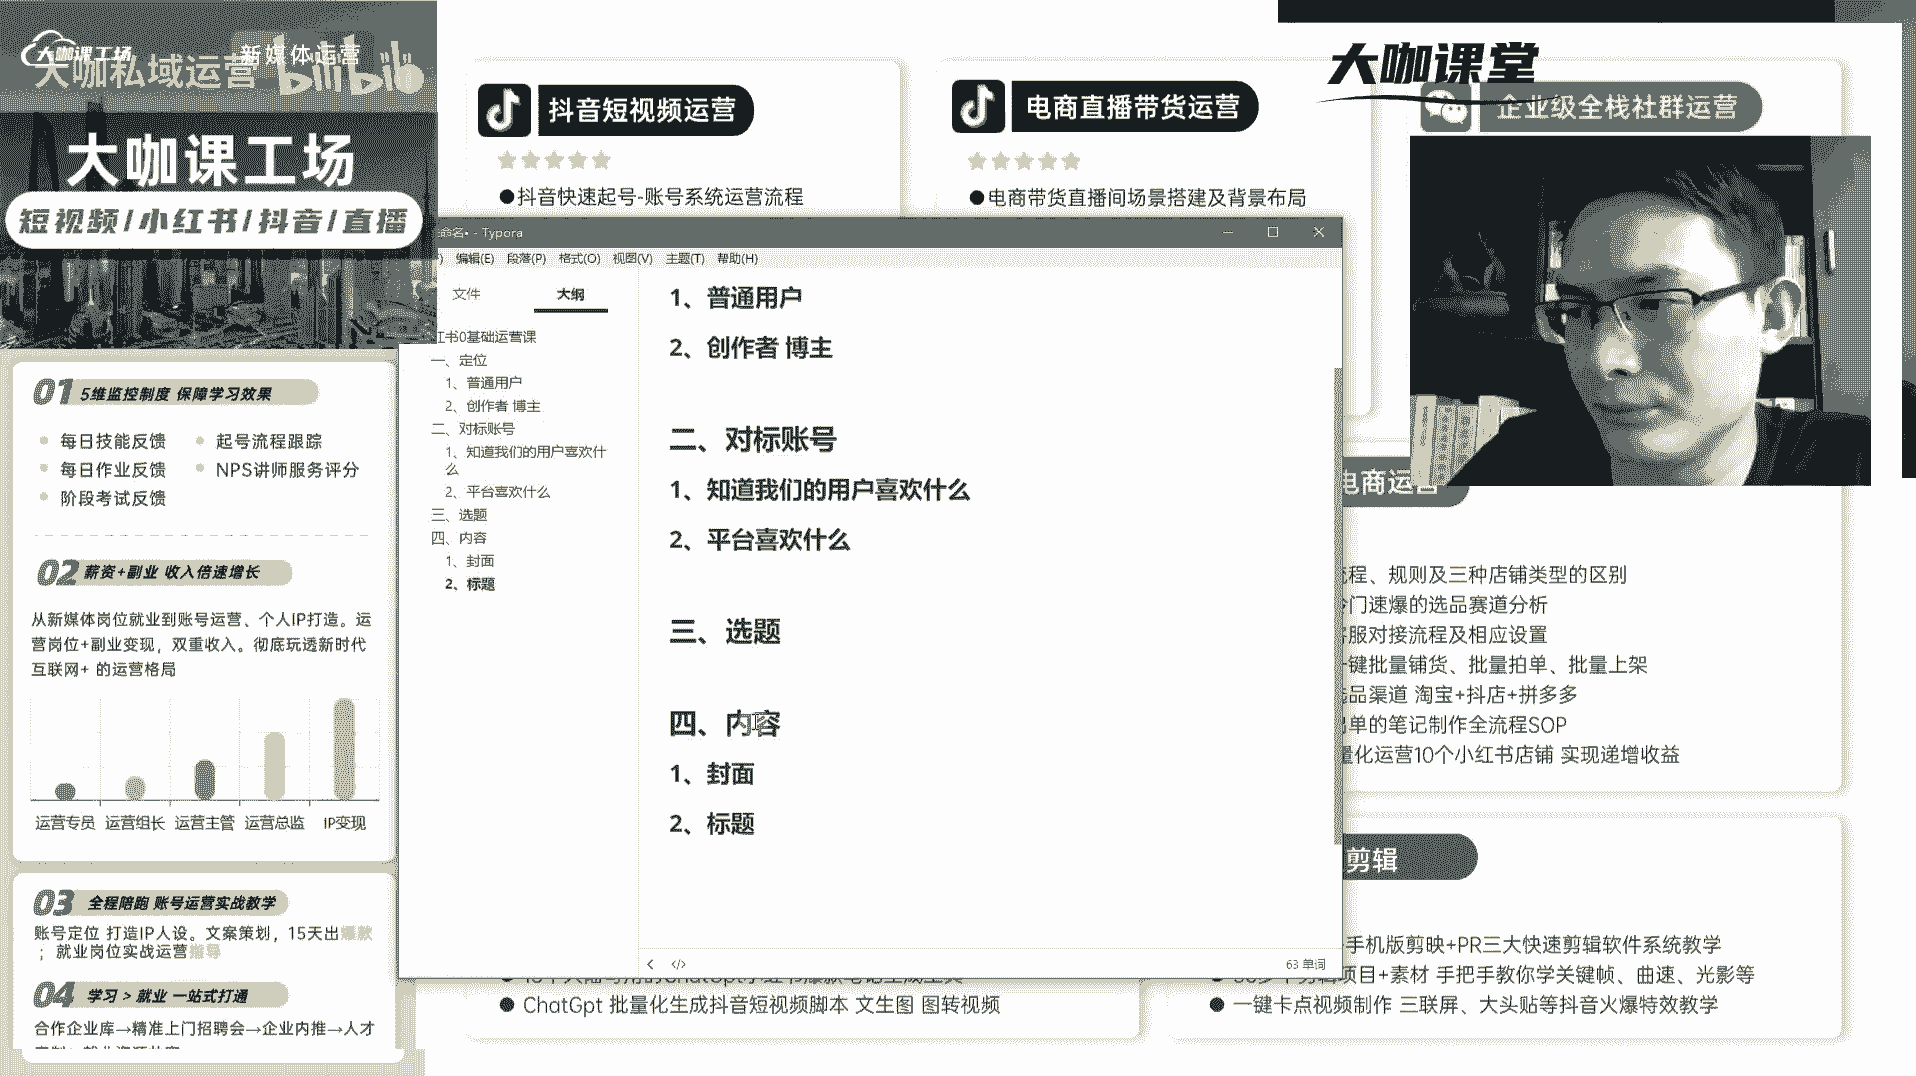 大咖课工场
大咖私域运营
新媒体运营
bilibili
大咖课工场
短视频/小红书/抖音/直播
01 5维监控制度 保障学习效果
每日技能反馈
起号流程跟踪
每日作业反馈
NPS讲师服务评分
阶段考试反馈
02 薪资+副业 收入倍速增长
从新媒体岗位就业到账号运营、个人IP打造。运
营岗位+副业变现，双重收入。彻底玩透新时代
互联网+ 的运营格局
运营专员 运营组长 运营主管 运营总监 IP变现
03 全程陪跑 账号运营实战教学
账号定位 打造IP人设。文案策划，15天出爆款
；就业岗位实战运营指导
04 学习 > 就业 一站式打通
合作企业库→精准上门招聘会→企业内推→人才
抖音短视频运营
●抖音快速起号-账号系统运营流程
电商直播带货运营
●电商带货直播间场景搭建及背景布局
大咖课堂
企业级全栈社群运营
命名• - Typora
编辑(E) 段落(P) 格式(O) 视图(V) 主题(T) 帮助(H)
文件
大纲
红书0基础运营课
一、定位
1、普通用户
2、创作者 博主
二、对标账号
1、知道我们的用户喜欢什
么
2、平台喜欢什么
三、选题
四、内容
1、封面
2、标题
1、普通用户
2、创作者 博主
二、对标账号
1、知道我们的用户喜欢什么
2、平台喜欢什么
三、选题
四、内容
1、封面
2、标题
63 单词
电商运营
流程、规则及三种店铺类型的区别
门速爆的选品赛道分析
客服对接流程及相应设置
一键批量铺货、批量拍单、批量上架
选品渠道 淘宝+抖店+拼多多
出单的笔记制作全流程SOP
量化运营10个小红书店铺 实现递增收益
剪辑
手机版剪映+PR三大快速剪辑软件系统教学
项目+素材 手把手教你学关键帧、曲速、光影等
● 一键卡点视频制作 三联屏、大头贴等抖音火爆特效教学
● ChatGpt 批量化生成抖音短视频脚本 文生图 图转视频